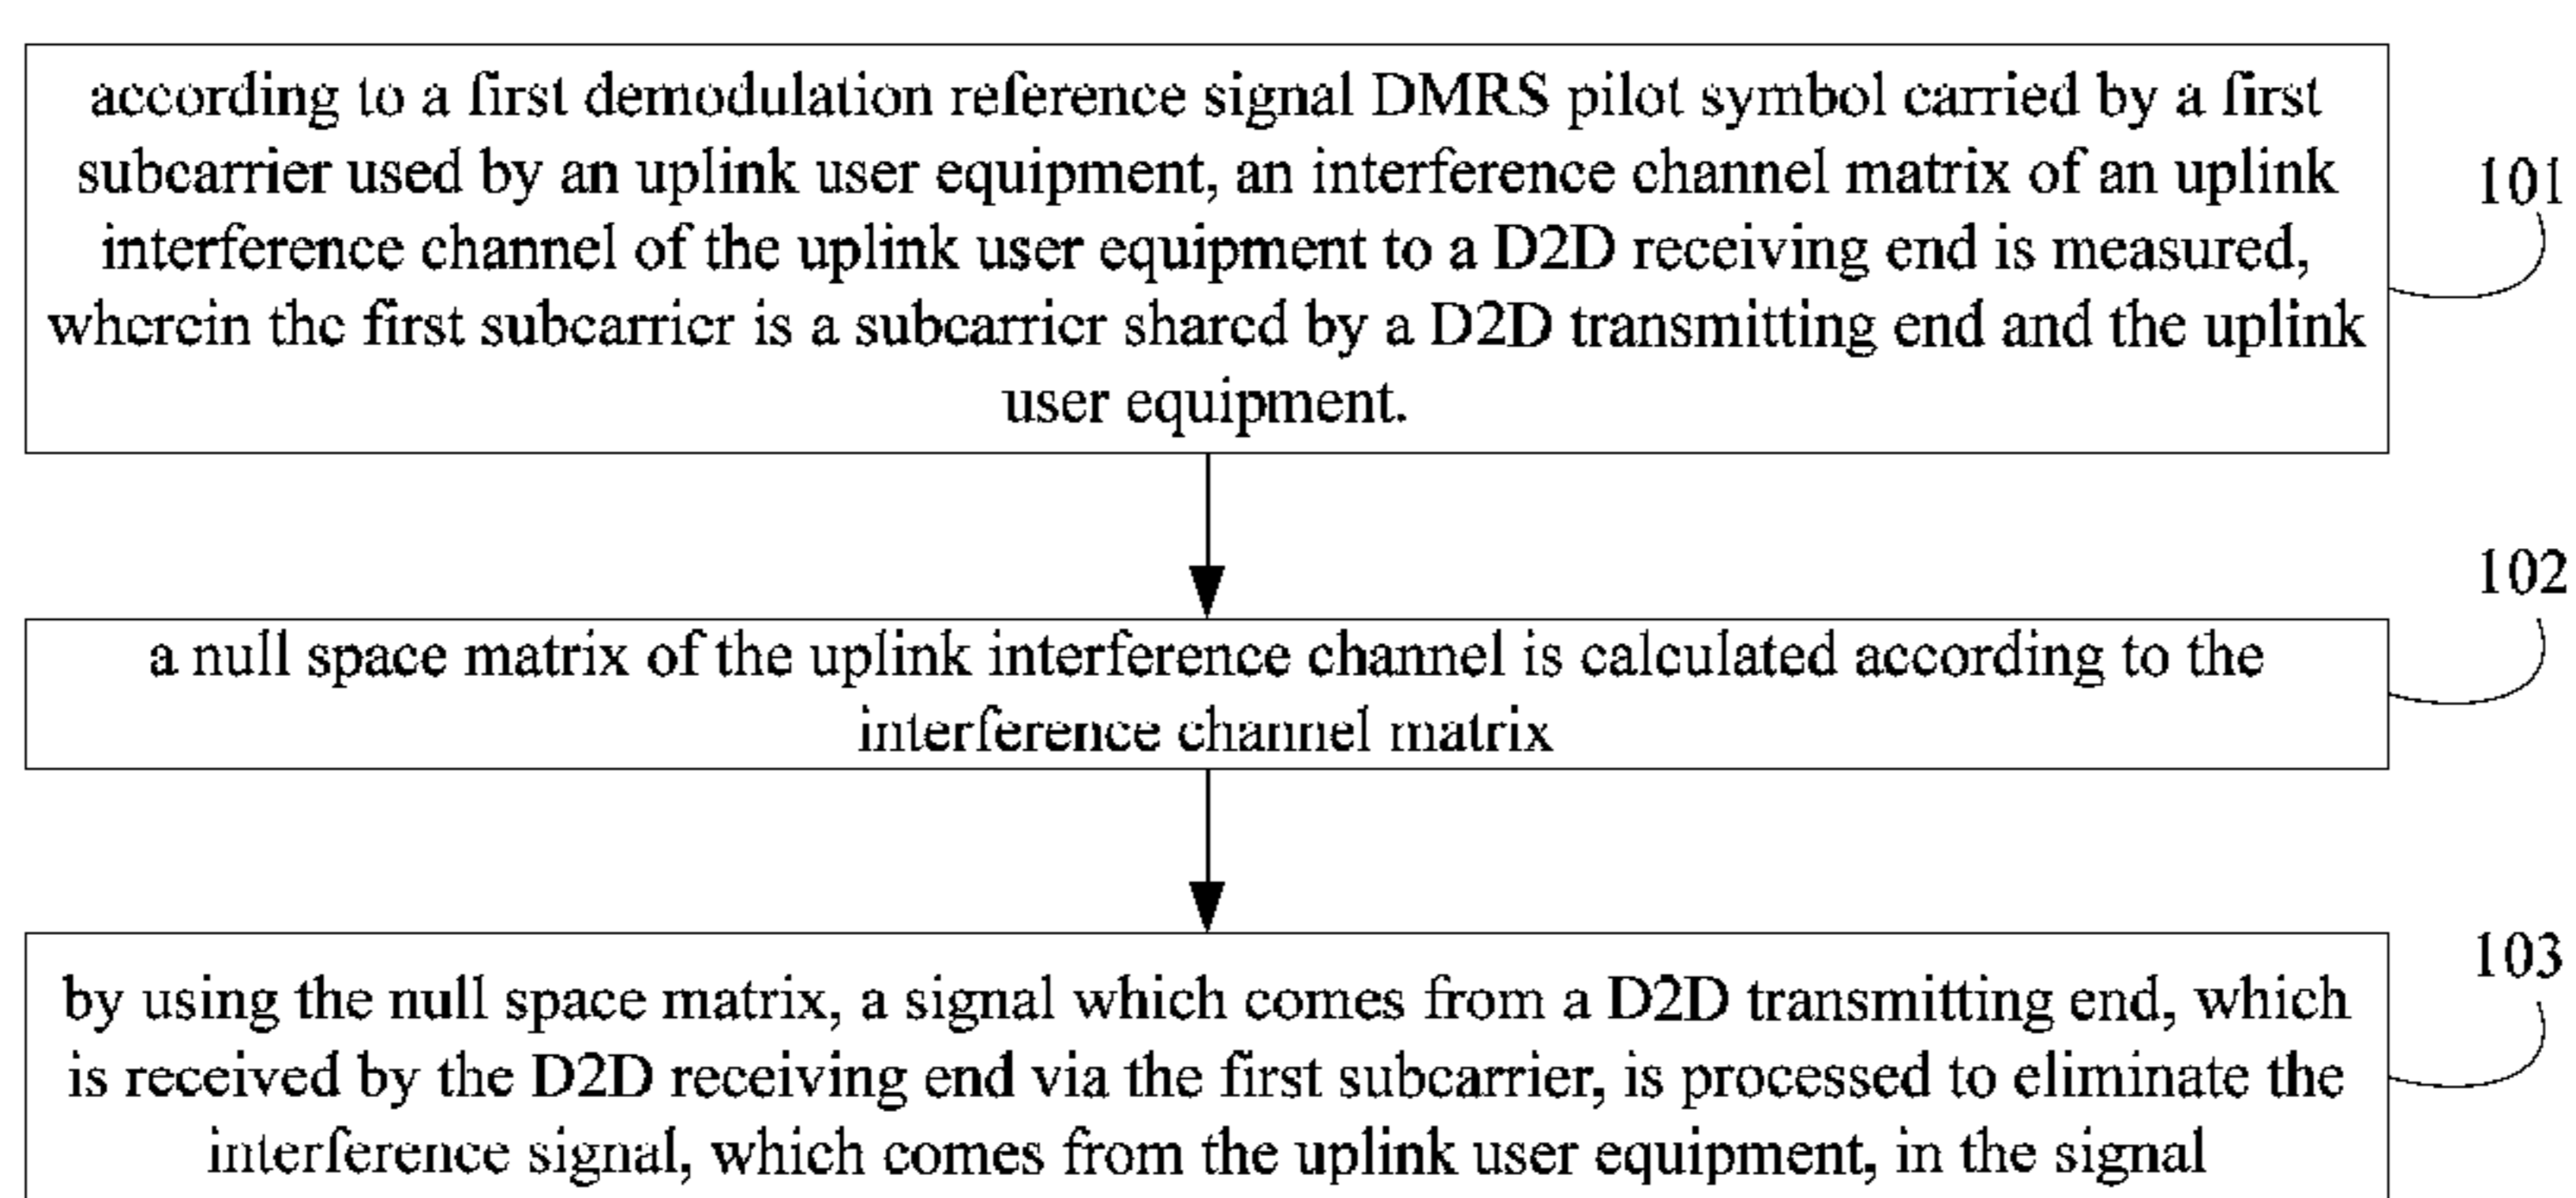 according to a first demodulation reference signal DMRS pilot symbol carried by a first
subcarrier used by an uplink user equipment, an interference channel matrix of an uplink
interference channel of the uplink user equipment to a D2D receiving end is measured,
wherein the first subcarrier is a subcarrier shared by a D2D transmitting end and the uplink
user equipment.
101
a null space matrix of the uplink interference channel is calculated according to the
interference channel matrix
102
by using the null space matrix, a signal which comes from a D2D transmitting end, which
is received by the D2D receiving end via the first subcarrier, is processed to eliminate the
interference signal, which comes from the uplink user equipment, in the signal
103